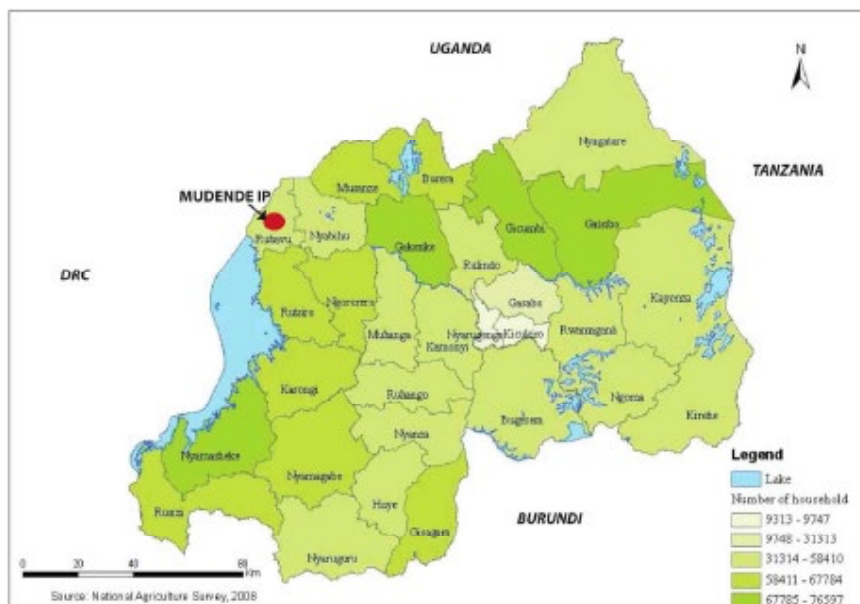 UGANDA
N
Nyagatare
TANZANIA
Musanze
Burera
MUDENDE IP
Rubavu
Nyabihu
Gakenke
Gicumbi
Gatsibo
Rulindo
DRC
Rutsiro
Ngororero
Gasabo
Kayonza
Muhanga
Kamonyi
Nyarugenge
Kicukiro
Rwamagana
Karongi
Ruhango
Bugesera
Ngoma
Kirehe
Nyanza
Nyamasheke
Nyamagabe
Huye
Rusizi
Gisagara
Nyaruguru
BURUNDI
Legend
Lake
Number of household
9313 - 9747
9748 - 31313
31314 - 58410
58411 - 67784
67785 - 76597
0 20 40 80
Km
Source: National Agriculture Survey, 2008